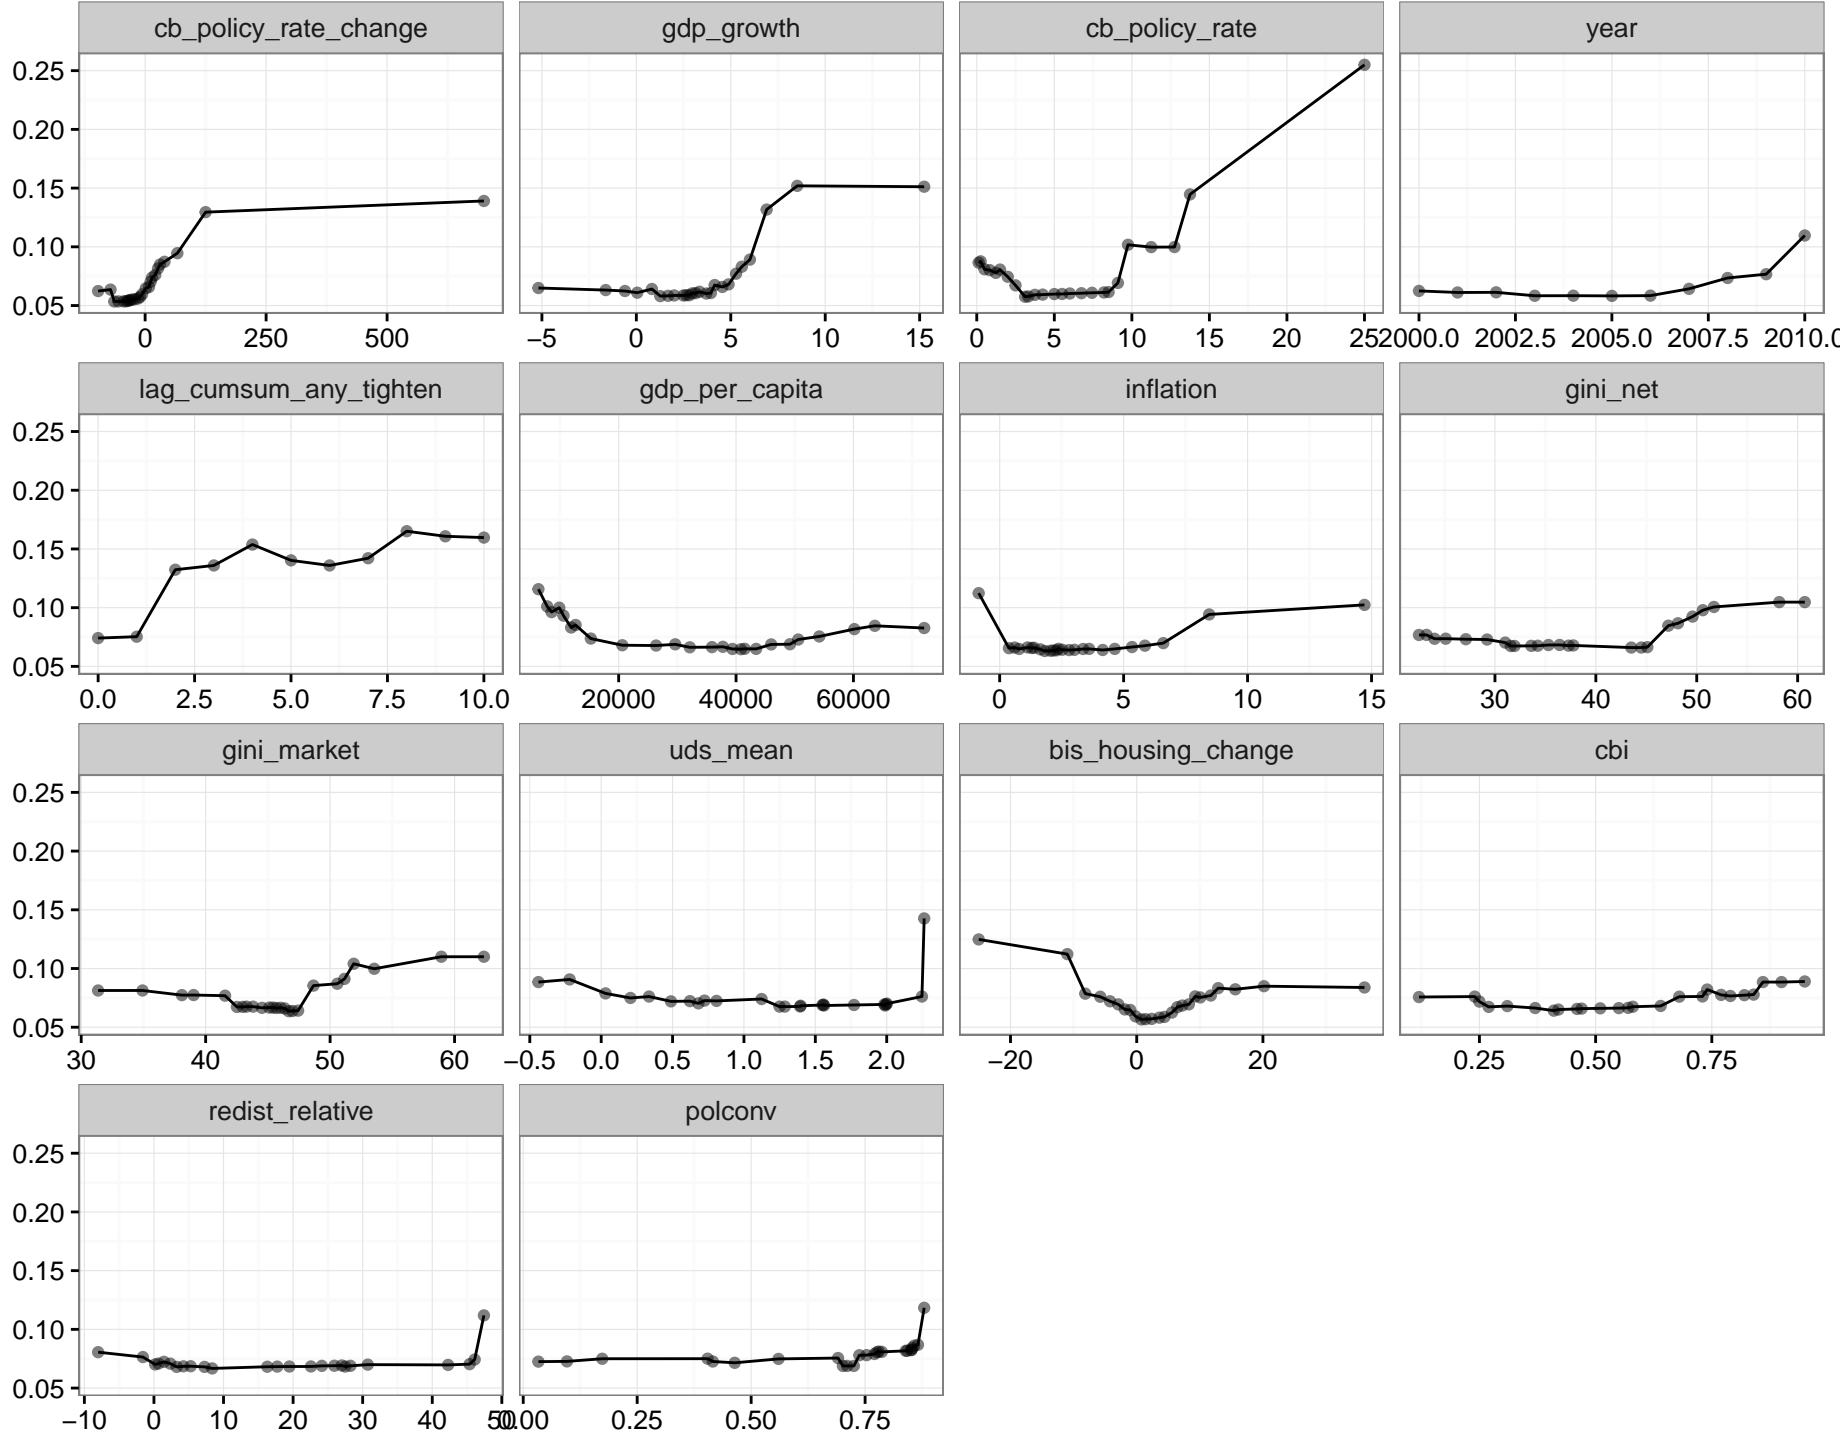 cb_policy_rate_change gdp_growth cb_policy_rate year
0.25
0.20
0.15
0.10
0.05
0 250 500 −5 0 5 10 15 0 5 10 15 20 25 2000.0 2002.5 2005.0 2007.5 2010.0
lag_cumsum_any_tighten gdp_per_capita inflation gini_net
0.25
0.20
0.15
0.10
0.05
0.0 2.5 5.0 7.5 10.0 20000 40000 60000 0 5 10 15 30 40 50 60
gini_market uds_mean bis_housing_change cbi
0.25
0.20
0.15
0.10
0.05
30 40 50 60 −0.5 0.0 0.5 1.0 1.5 2.0 −20 0 20 0.25 0.50 0.75
redist_relative polconv
0.25
0.20
0.15
0.10
0.05
−10 0 10 20 30 40 50 0.00 0.25 0.50 0.75